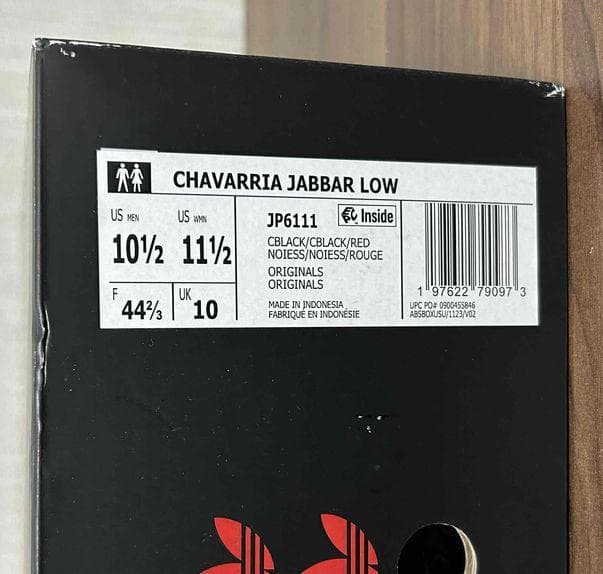 CHAVARRIA JABBAR LOW
US MEN US WMN
10½ 11½
F 44⅔ UK 10
JP6111 Inside
CBLACK/CBLACK/RED
NOIESS/NOIESS/ROUGE
ORIGINALS
ORIGINALS
MADE IN INDONESIA
FABRIQUÉ EN INDONÉSIE
1 97622 79097 3
UPC PO# 0900455846
ABSBOXUSU/1123/V02